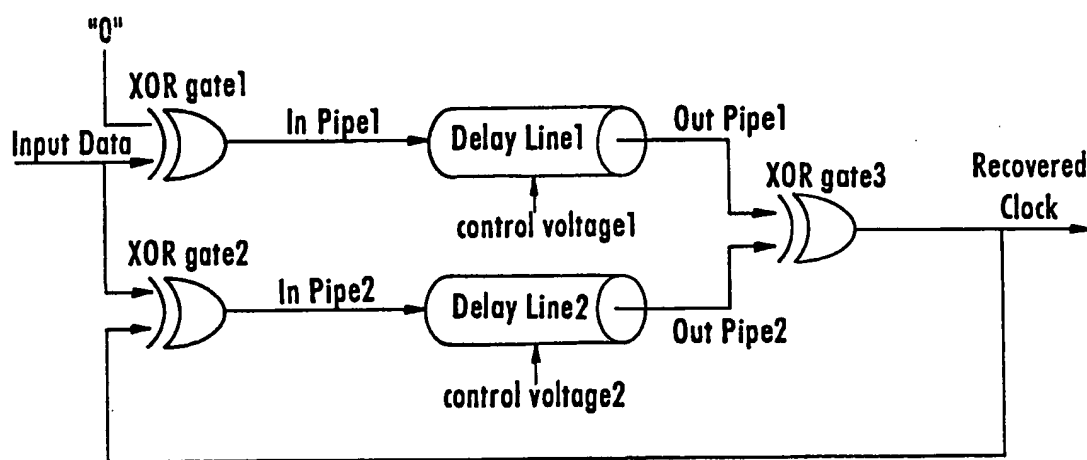 "0"
XOR gate1
Input Data
In Pipe1
Delay Line1
Out Pipe1
control voltage1
XOR gate3
Recovered
Clock
XOR gate2
In Pipe2
Delay Line2
Out Pipe2
control voltage2